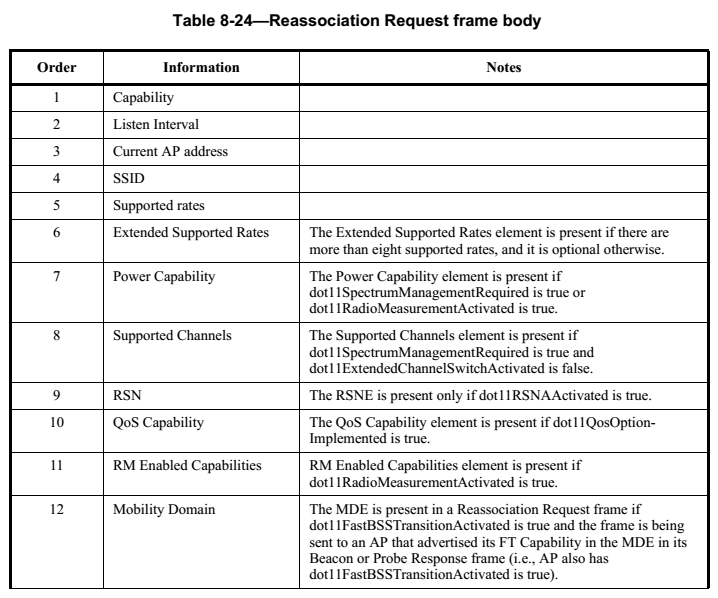 Table 8-24—Reassociation Request frame body
Order Information Notes
1 Capability
2 Listen Interval
3 Current AP address
4 SSID
5 Supported rates
6 Extended Supported Rates The Extended Supported Rates element is present if there are
more than eight supported rates, and it is optional otherwise.
7 Power Capability The Power Capability element is present if
dot11SpectrumManagementRequired is true or
dot11RadioMeasurementActivated is true.
8 Supported Channels The Supported Channels element is present if
dot11SpectrumManagementRequired is true and
dot11ExtendedChannelSwitchActivated is false.
9 RSN The RSNE is present only if dot11RSNAActivated is true.
10 QoS Capability The QoS Capability element is present if dot11QosOption-
Implemented is true.
11 RM Enabled Capabilities RM Enabled Capabilities element is present if
dot11RadioMeasurementActivated is true.
12 Mobility Domain The MDE is present in a Reassociation Request frame if
dot11FastBSSTransitionActivated is true and the frame is being
sent to an AP that advertised its FT Capability in the MDE in its
Beacon or Probe Response frame (i.e., AP also has
dot11FastBSSTransitionActivated is true).